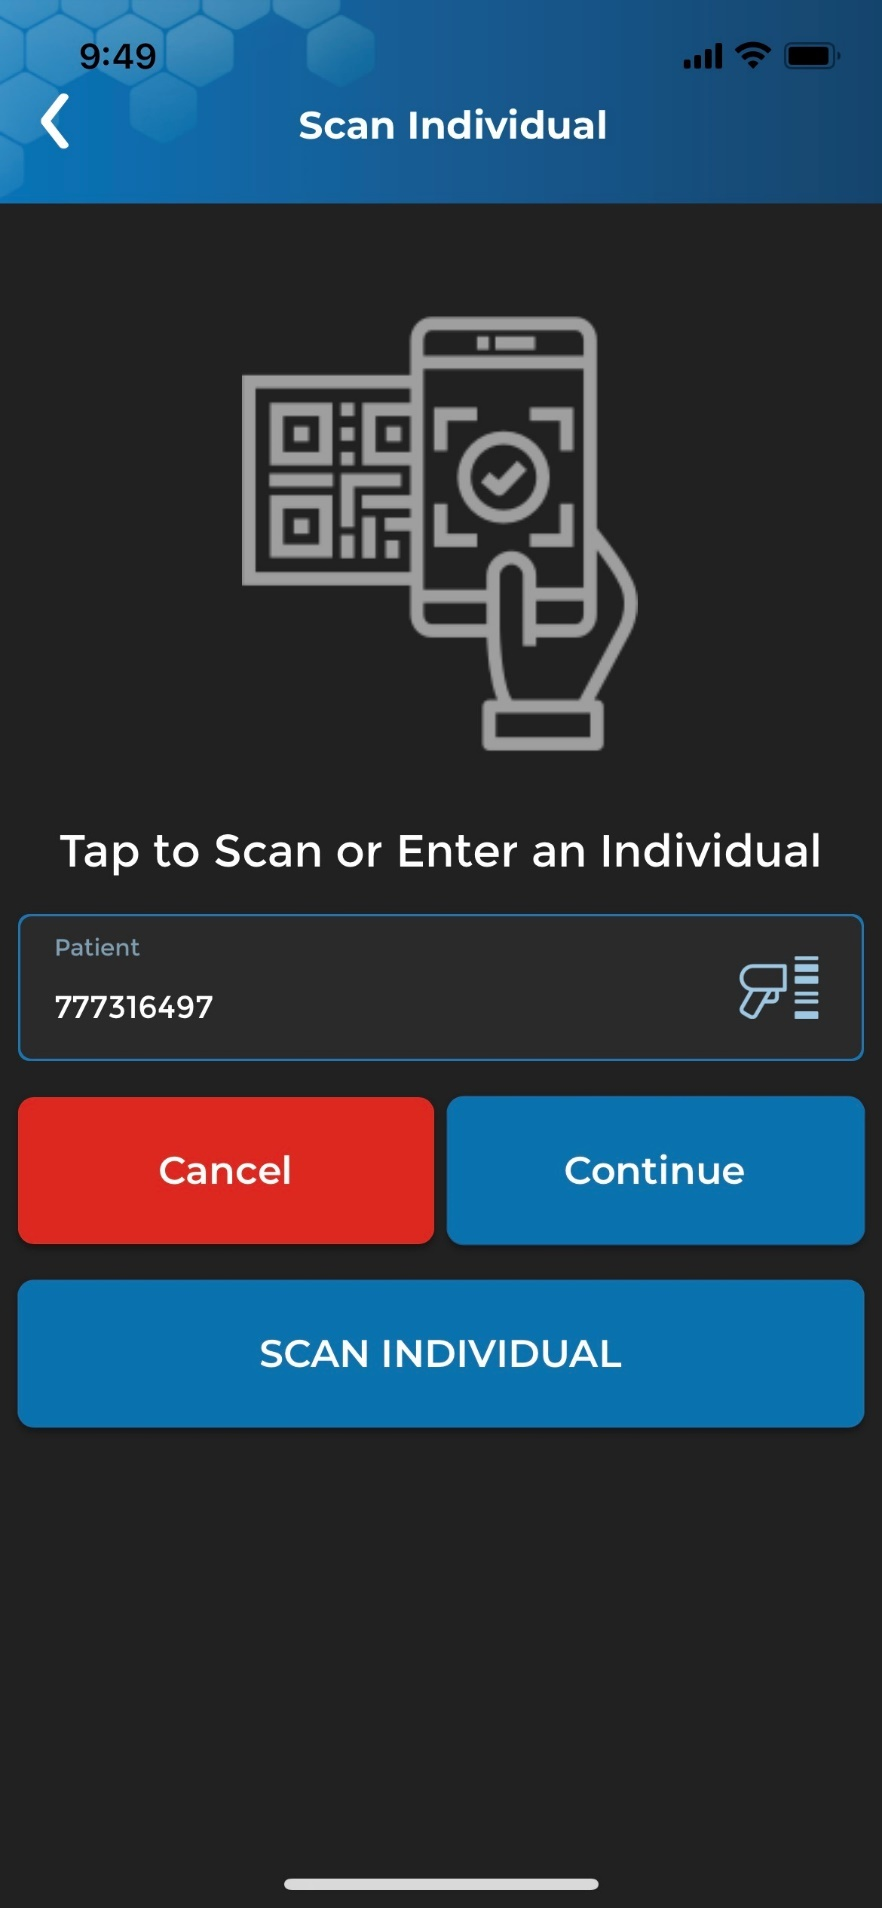 9:49
Scan Individual
Tap to Scan or Enter an Individual
Patient
777316497
Cancel
Continue
SCAN INDIVIDUAL